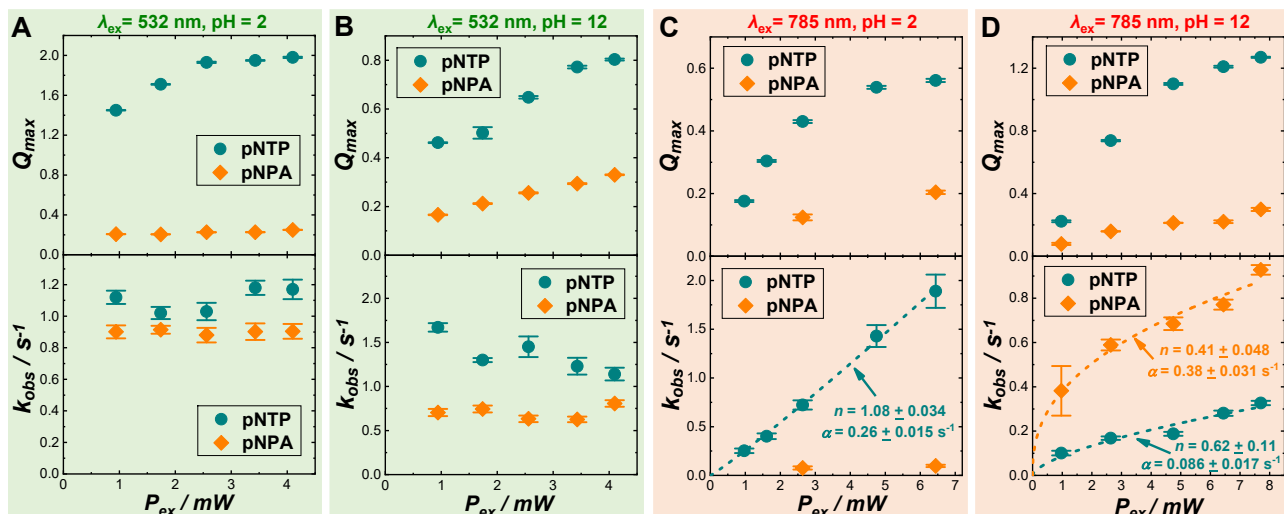 A
λex = 532 nm, pH = 2
2.0
1.6
1.2
0.8
0.4
0.0
Qmax
pNTP
pNPA
1.2
1.0
0.8
0.6
0.4
0.2
0.0
kobs / s-1
pNTP
pNPA
0 1 2 3 4
Pex / mW
B
λex = 532 nm, pH = 12
0.8
0.6
0.4
0.2
0.0
Qmax
pNTP
pNPA
2.0
1.5
1.0
0.5
0.0
kobs / s-1
pNTP
pNPA
0 1 2 3 4
Pex / mW
C
λex = 785 nm, pH = 2
0.6
0.4
0.2
0.0
Qmax
pNTP
pNPA
2.0
1.5
1.0
0.5
0.0
kobs / s-1
pNTP
pNPA
n = 1.08 ± 0.034
α = 0.26 ± 0.015 s-1
0 1 2 3 4 5 6 7
Pex / mW
D
λex = 785 nm, pH = 12
1.2
0.8
0.4
0.0
Qmax
pNTP
pNPA
0.8
0.6
0.4
0.2
0.0
kobs / s-1
pNTP
pNPA
n = 0.41 ± 0.048
α = 0.38 ± 0.031 s-1
n = 0.62 ± 0.11
α = 0.086 ± 0.017 s-1
0 1 2 3 4 5 6 7 8
Pex / mW